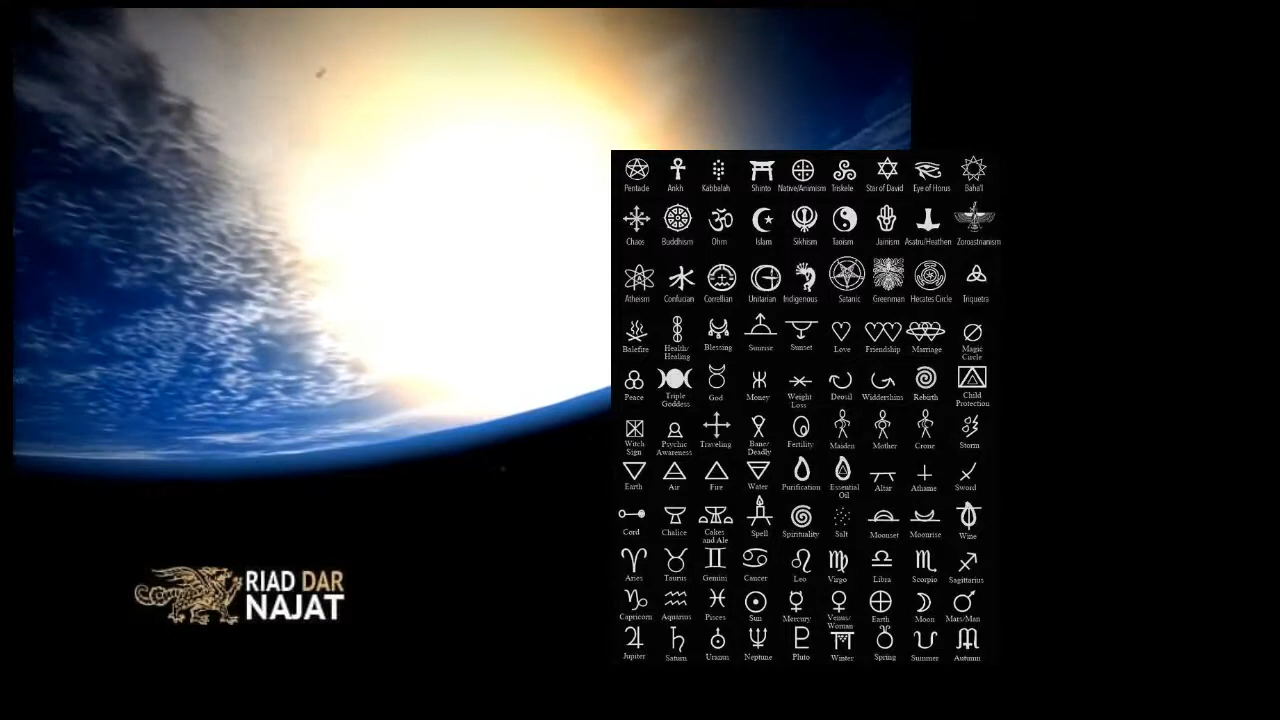 Pentacle Ankh Kabbalah Shinto Native/Animism Triskele Star of David Eye of Horus Baha'I
Chaos Buddhism Ohm Islam Sikhism Taoism Jainism Asatru/Heathen Zoroastrianism
Atheism Confucian Correllian Unitarian Indigenous Satanic Greenman Hecates Circle Triquetra
Balefire Health/ Healing Blessing Sunrise Sunset Love Friendship Marriage Magic Circle
Peace Triple Goddess God Money Weight Loss Deosil Widdershins Rebirth Child Protection
Witch Sign Psychic Awareness Traveling Bane/ Deadly Fertility Maiden Mother Crone Storm
Earth Air Fire Water Purification Essential Oil Altar Athame Sword
Cord Chalice Cakes and Ale Spell Spirituality Salt Moonset Moonrise Wine
Aries Taurus Gemini Cancer Leo Virgo Libra Scorpio Sagittarius
Capricorn Aquarius Pisces Sun Mercury Venus/ Woman Earth Moon Mars/Man
Jupiter Saturn Uranus Neptune Pluto Winter Spring Summer Autumn
RIAD DAR
NAJAT